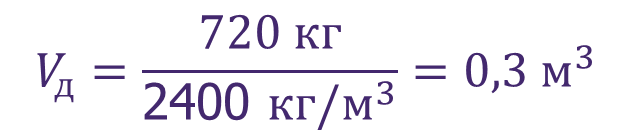 V_д = 720 кг / 2400 кг/м³ = 0,3 м³